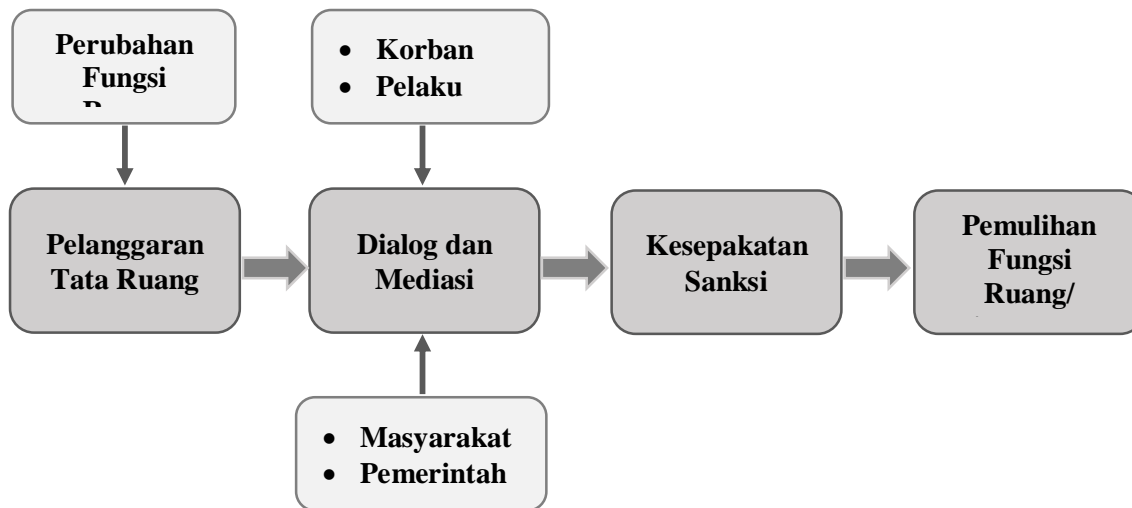 Perubahan
Fungsi
• Korban
• Pelaku
Pelanggaran
Tata Ruang
Dialog dan
Mediasi
Kesepakatan
Sanksi
Pemulihan
Fungsi
Ruang/
• Masyarakat
• Pemerintah